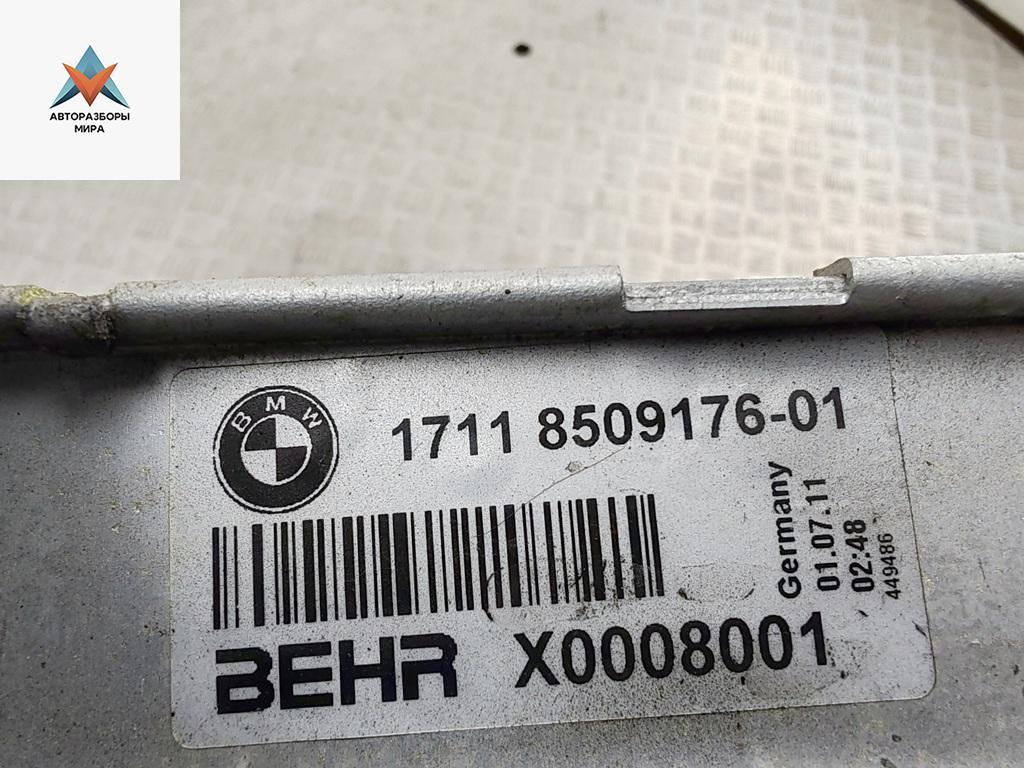 АВТОРАЗБОРЫ
МИРА
BMW
1711 8509176-01
Germany
01.07.11
02:48
449486
BEHR X0008001